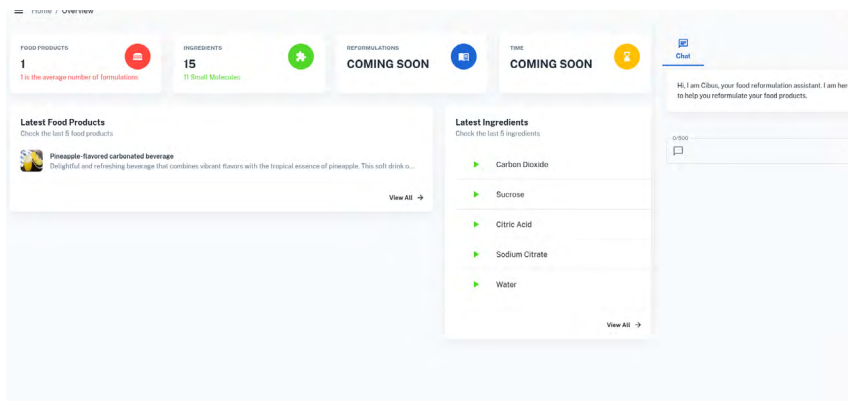 Home / Overview
FOOD PRODUCTS
1
1 is the average number of formulations
INGREDIENTS
15
11 Small Molecules
REFORMULATIONS
COMING SOON
TIME
COMING SOON
Chat
Hi, I am Cibus, your food reformulation assistant. I am her
to help you reformulate your food products.
0/500
Latest Food Products
Check the last 5 food products
Pineapple-flavored carbonated beverage
Delightful and refreshing beverage that combines vibrant flavors with the tropical essence of pineapple. This soft drink o...
View All →
Latest Ingredients
Check the last 5 ingredients
Carbon Dioxide
Sucrose
Citric Acid
Sodium Citrate
Water
View All →